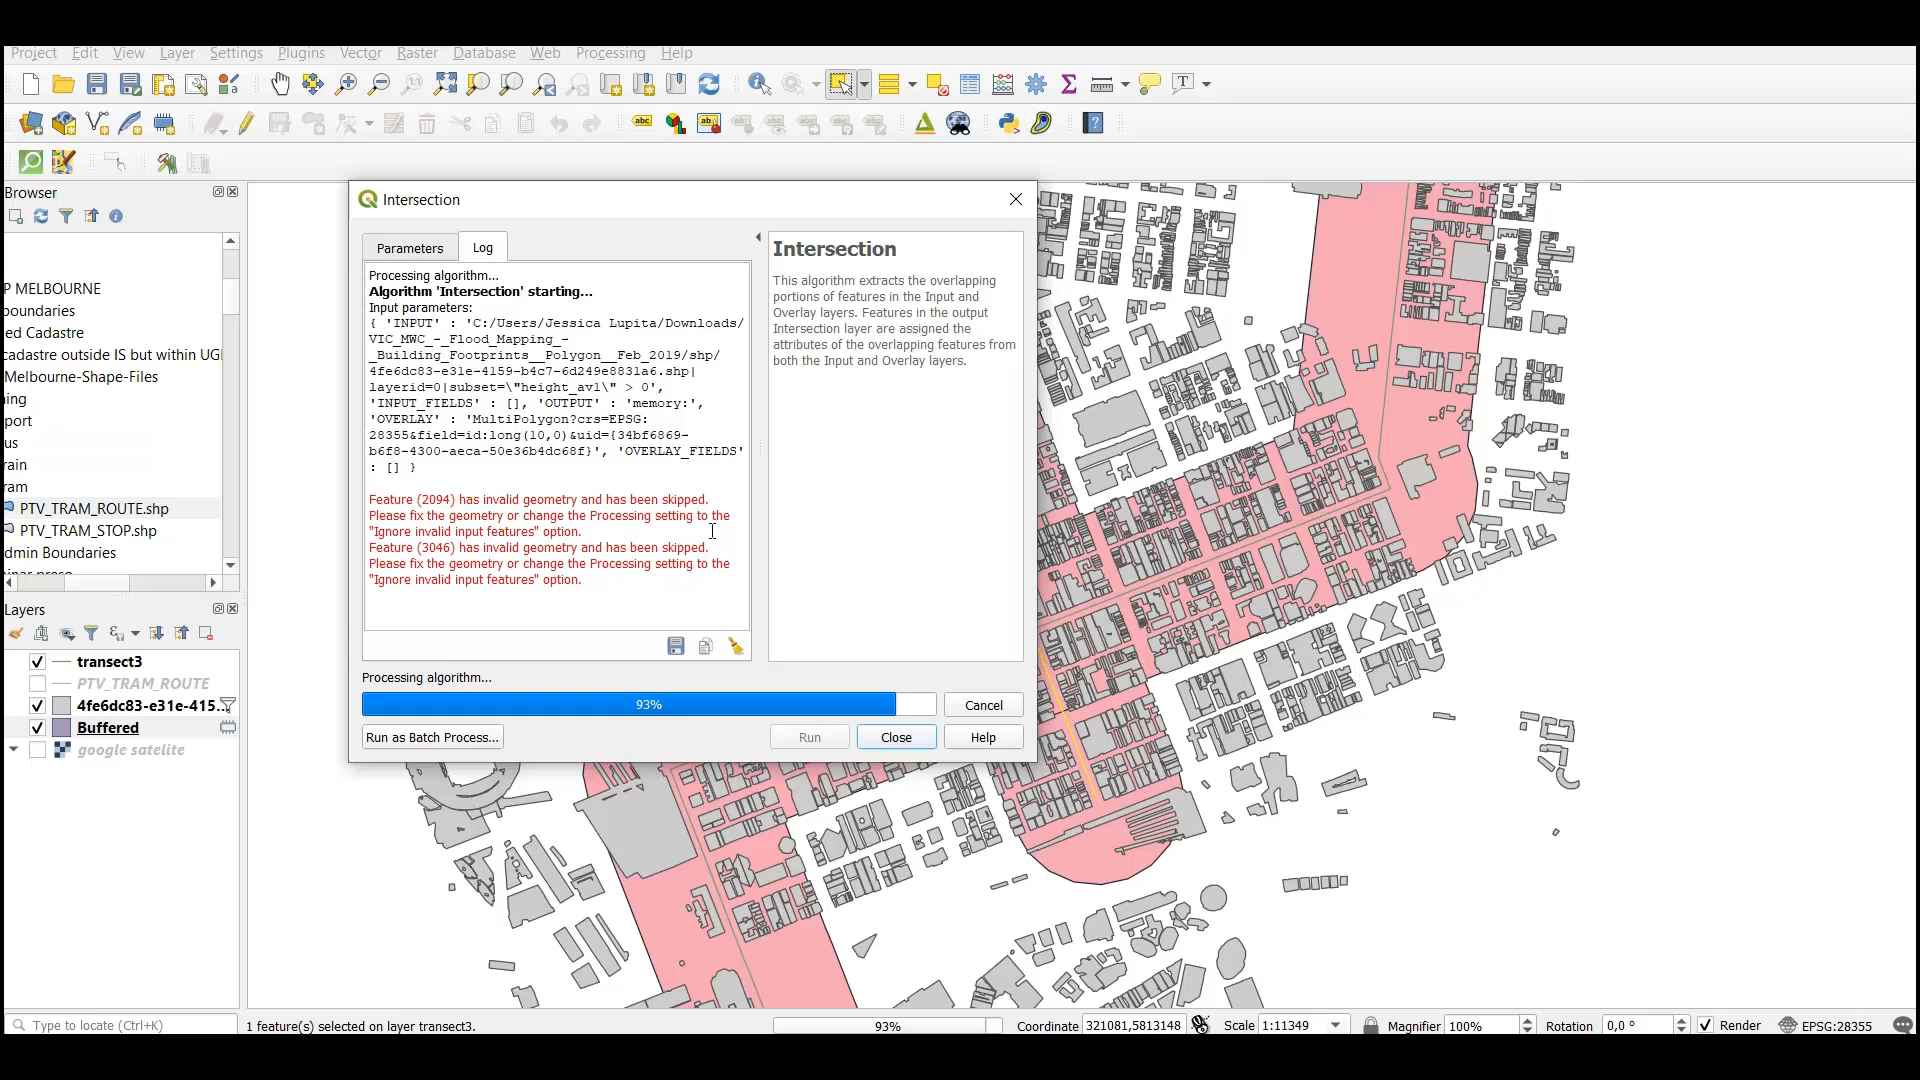 Project Edit View Layer Settings Plugins Vector Raster Database Web Processing Help
Browser
P MELBOURNE
boundaries
ed Cadastre
cadastre outside IS but within UGI
Melbourne-Shape-Files
ing
port
us
rain
ram
PTV_TRAM_ROUTE.shp
PTV_TRAM_STOP.shp
dmin Boundaries
Layers
transect3
PTV_TRAM_ROUTE
4fe6dc83-e31e-415...
Buffered
google satelite
Intersection
Parameters
Log
Processing algorithm...
Algorithm 'Intersection' starting...
Input parameters:
{ 'INPUT' : 'C:/Users/Jessica Lupita/Downloads/
VIC_MWC_-_Flood_Mapping_-
_Building_Footprints__Polygon__Feb_2019/shp/
4fe6dc83-e31e-4159-b4c7-6d249e8831a6.shp|
layerid=0|subset=\"height_av1\" > 0',
'INPUT_FIELDS' : [], 'OUTPUT' : 'memory:',
'OVERLAY' : 'MultiPolygon?crs=EPSG:
28355&field=id:long(10,0)&uid={34bf6869-
b6f8-4300-aeca-50e36b4dc68f}', 'OVERLAY_FIELDS'
: [] }
Feature (2094) has invalid geometry and has been skipped.
Please fix the geometry or change the Processing setting to the
"Ignore invalid input features" option.
Feature (3046) has invalid geometry and has been skipped.
Please fix the geometry or change the Processing setting to the
"Ignore invalid input features" option.
Intersection
This algorithm extracts the overlapping
portions of features in the Input and
Overlay layers. Features in the output
Intersection layer are assigned the
attributes of the overlapping features from
both the Input and Overlay layers.
Processing algorithm...
93%
Cancel
Run as Batch Process...
Run
Close
Help
Type to locate (Ctrl+K)
1 feature(s) selected on layer transect3.
93%
Coordinate 321081,5813148
Scale 1:11349
Magnifier 100%
Rotation 0,0 °
Render
EPSG:28355